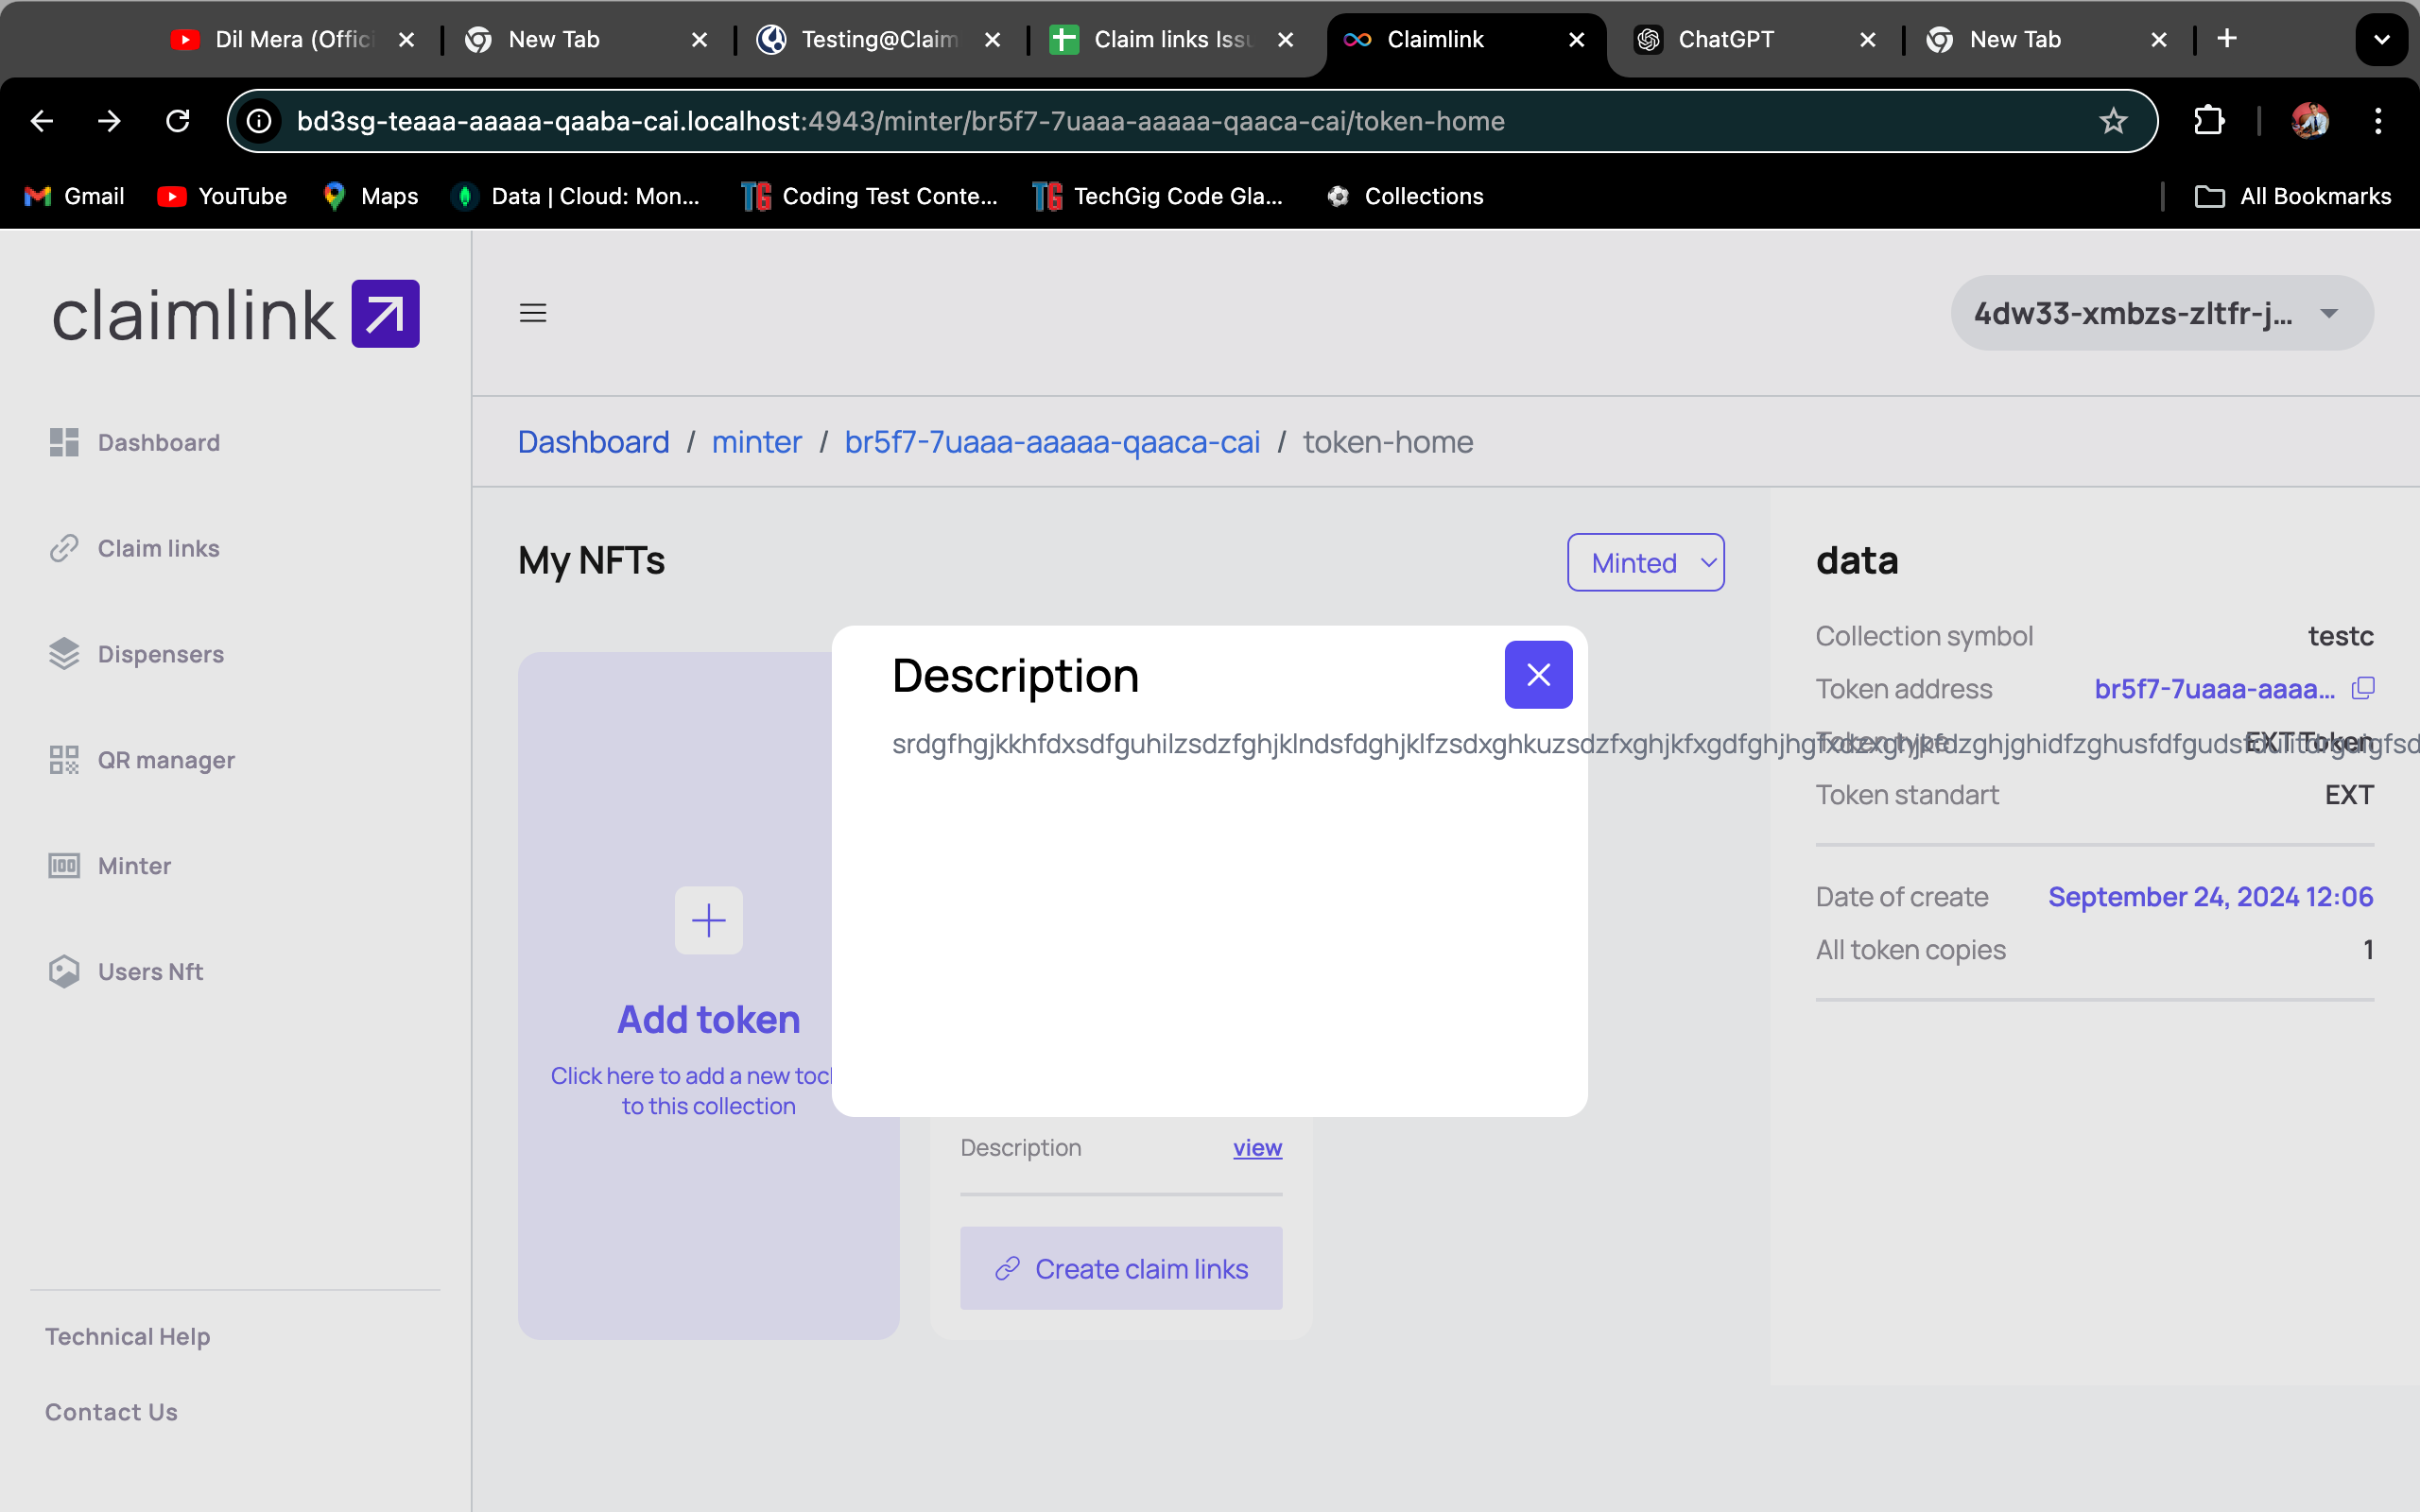 Dil Mera (Offici
New Tab
Testing@Claim
Claim links Issu
Claimlink
ChatGPT
New Tab
bd3sg-teaaa-aaaaa-qaaba-cai.localhost:4943/minter/br5f7-7uaaa-aaaaa-qaaca-cai/token-home
Gmail
YouTube
Maps
Data | Cloud: Mon...
Coding Test Conte...
TechGig Code Gla...
Collections
All Bookmarks
claimlink
4dw33-xmbzs-zltfr-j...
Dashboard
Claim links
Dispensers
QR manager
Minter
Users Nft
Technical Help
Contact Us
Dashboard / minter / br5f7-7uaaa-aaaaa-qaaca-cai / token-home
My NFTs
Minted
Add token
Click here to add a new tock
to this collection
Description
Description view
Create claim links
data
Collection symbol testc
Token address br5f7-7uaaa-aaaa...
Token type EXT Token
Token standart EXT
Date of create September 24, 2024 12:06
All token copies 1